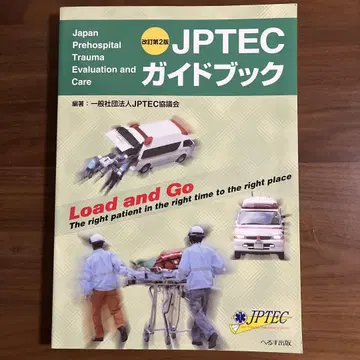 Japan
Prehospital
Trauma
Evaluation and
Care
改訂第2版
JPTEC
ガイドブック
編著:一般社団法人JPTEC協議会
Load and Go
The right patient in the right time to the right place
JPTEC
へるす出版